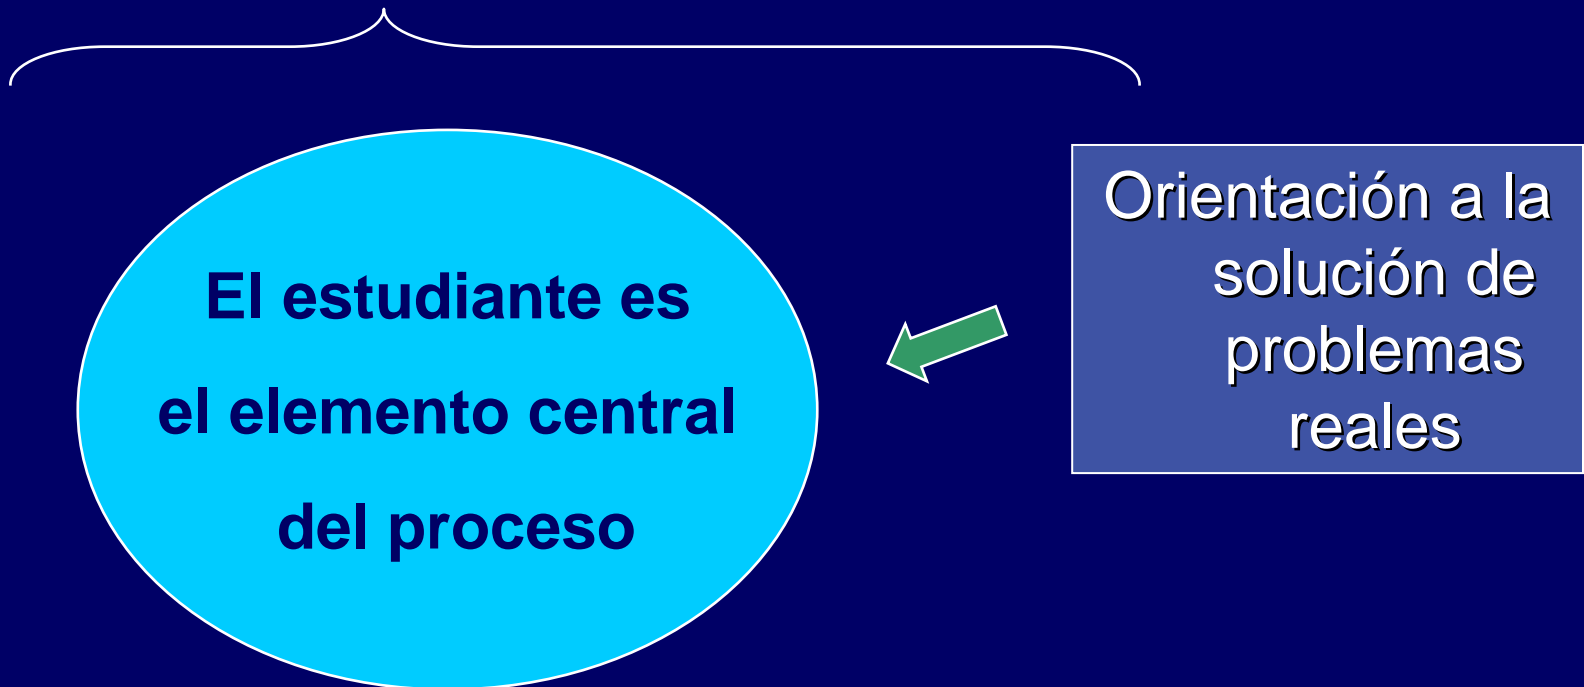 El estudiante es
el elemento central
del proceso
Orientación a la
solución de
problemas
reales